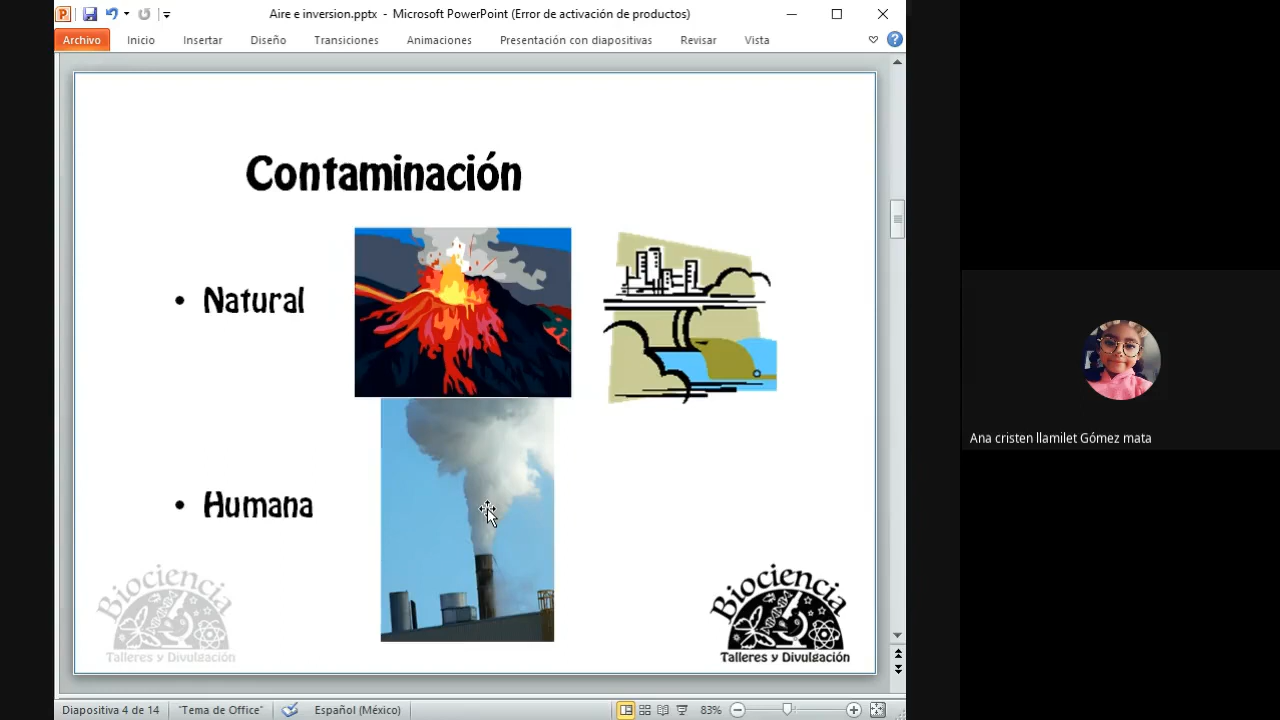 Aire e inversion.pptx - Microsoft PowerPoint (Error de activación de productos)
Archivo Inicio Insertar Diseño Transiciones Animaciones Presentación con diapositivas Revisar Vista
Contaminación
• Natural
• Humana
Biociencia
Talleres y Divulgación
Biociencia
Talleres y Divulgación
Ana cristen llamilet Gómez mata
Diapositiva 4 de 14 "Tema de Office" Español (México) 83%